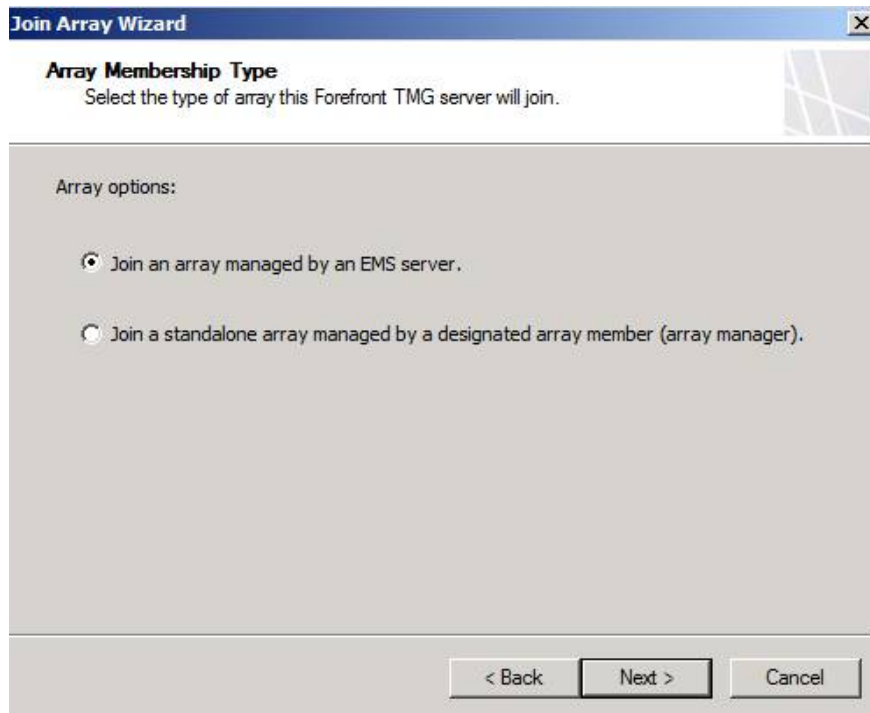 Join Array Wizard
Array Membership Type
Select the type of array this Forefront TMG server will join.
Array options:
Join an array managed by an EMS server.
Join a standalone array managed by a designated array member (array manager).
< Back Next > Cancel